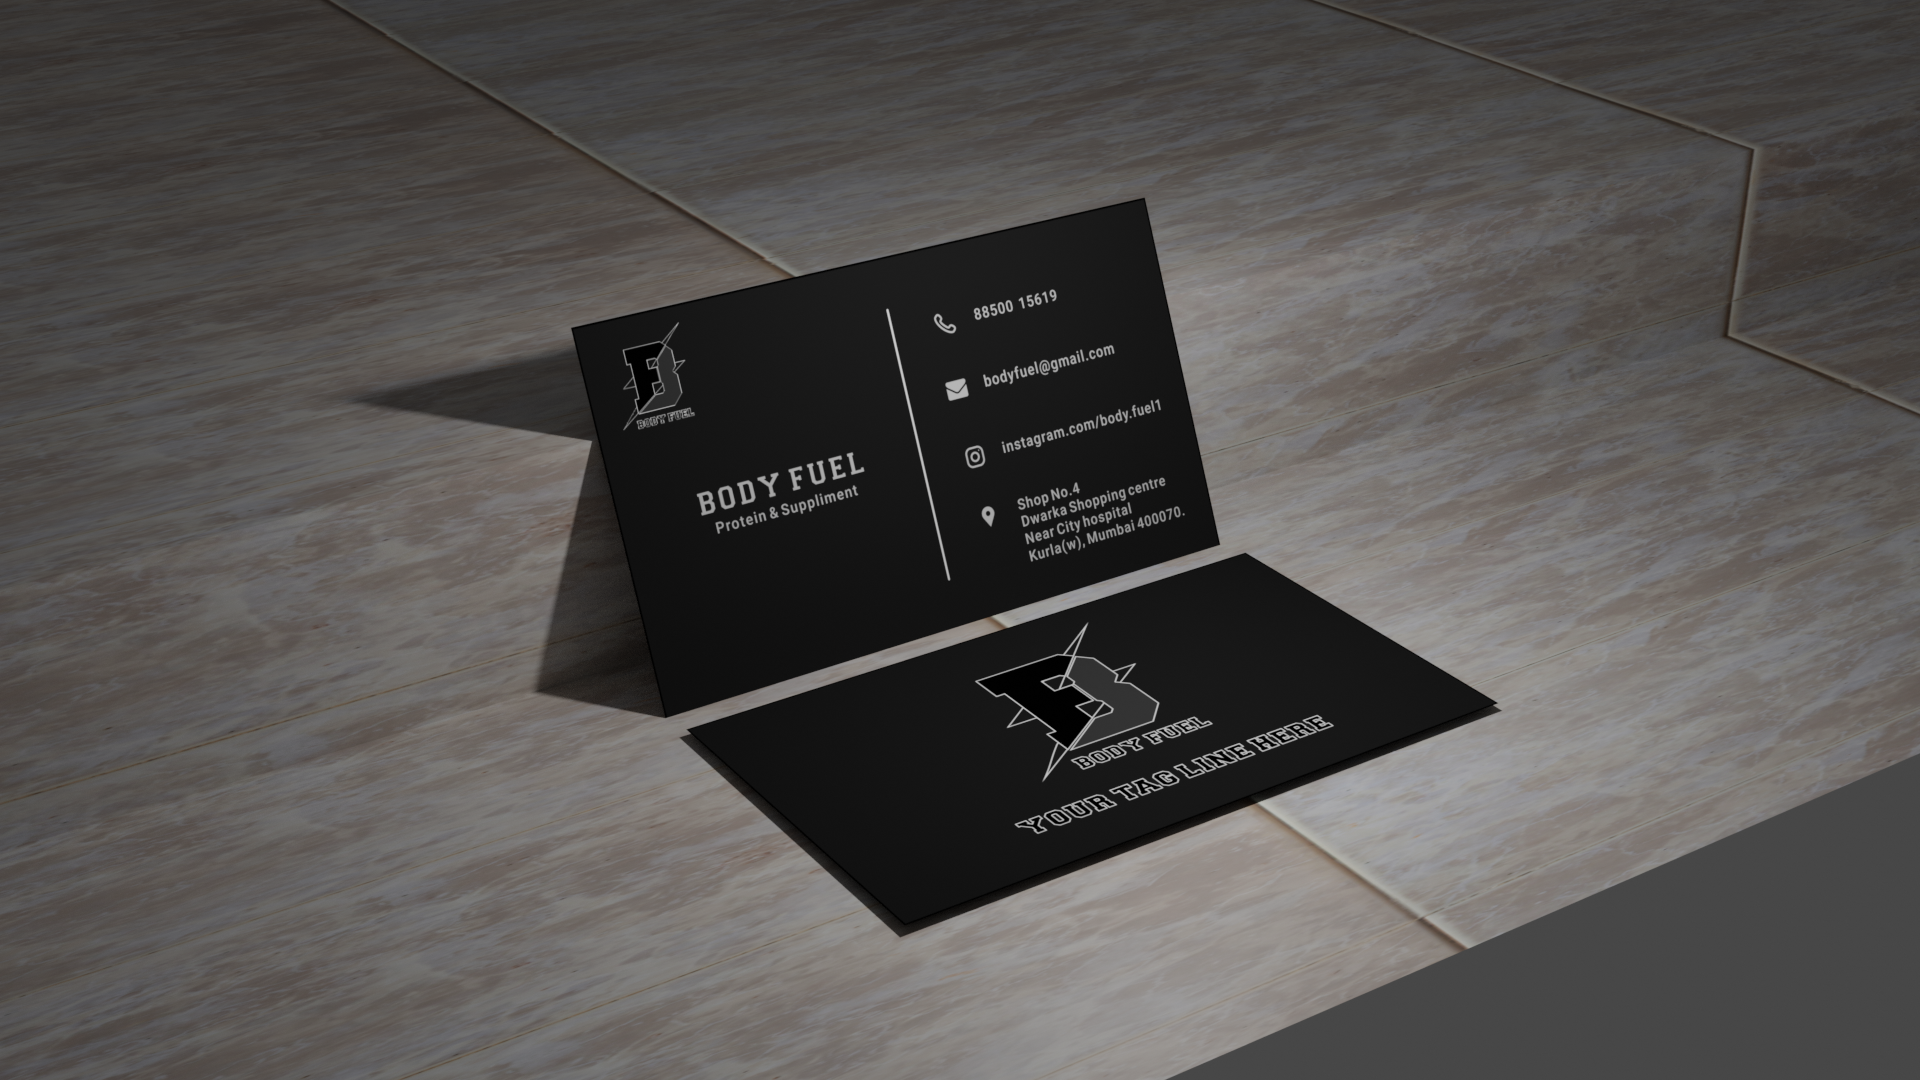 BODY FUEL
BODY FUEL
Protein & Suppliment
88500 15619
bodyfuel@gmail.com
instagram.com/body.fuel1
Shop No.4
Dwarka Shopping centre
Near City hospital
Kurla(w), Mumbai 400070.
BODY FUEL
YOUR TAG LINE HERE